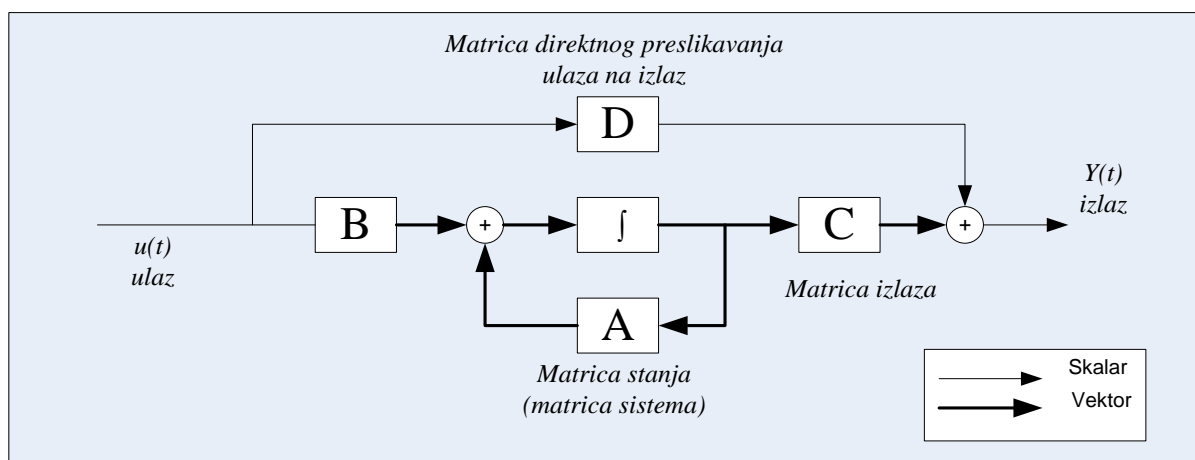 Matrica direktnog preslikavanja
ulaza na izlaz
D
Y(t)
izlaz
B
+
∫
C
+
u(t)
ulaz
Matrica izlaza
A
Matrica stanja
(matrica sistema)
Skalar
Vektor